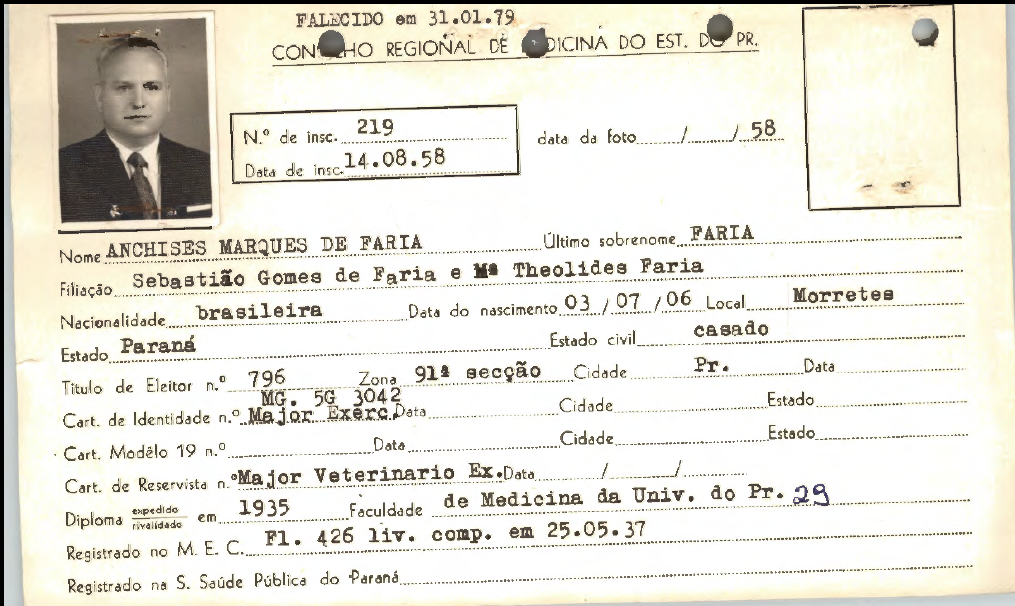 FALECIDO em 31.01.79
CON HO REGIONAL DE DICINA DO EST. DO PR.
N.º de insc. 219
Data de insc. 14.08.58
data da foto / / 58
Nome ANCHISES MARQUES DE FARIA Último sobrenome FARIA
Filiação Sebastião Gomes de Faria e Mª Theolides Faria
Nacionalidade brasileira Data do nascimento 03 / 07 / 06 Local Morretes
Estado Paraná Estado civil casado
Titulo de Eleitor n.º 796 Zona 91ª secção Cidade Pr. Data
MG. 5G 3042
Cart. de Identidade n.º Major Exérc. Data Cidade Estado
Cart. Modêlo 19 n.º Data Cidade Estado
Cart. de Reservista n.º Major Veterinario Ex. Data / /
Diploma expedido rivalidado em 1935 Faculdade de Medicina da Univ. do Pr. 29
Registrado no M. E. C. Fl. 426 liv. comp. em 25.05.37
Registrado na S. Saúde Pública do Paraná